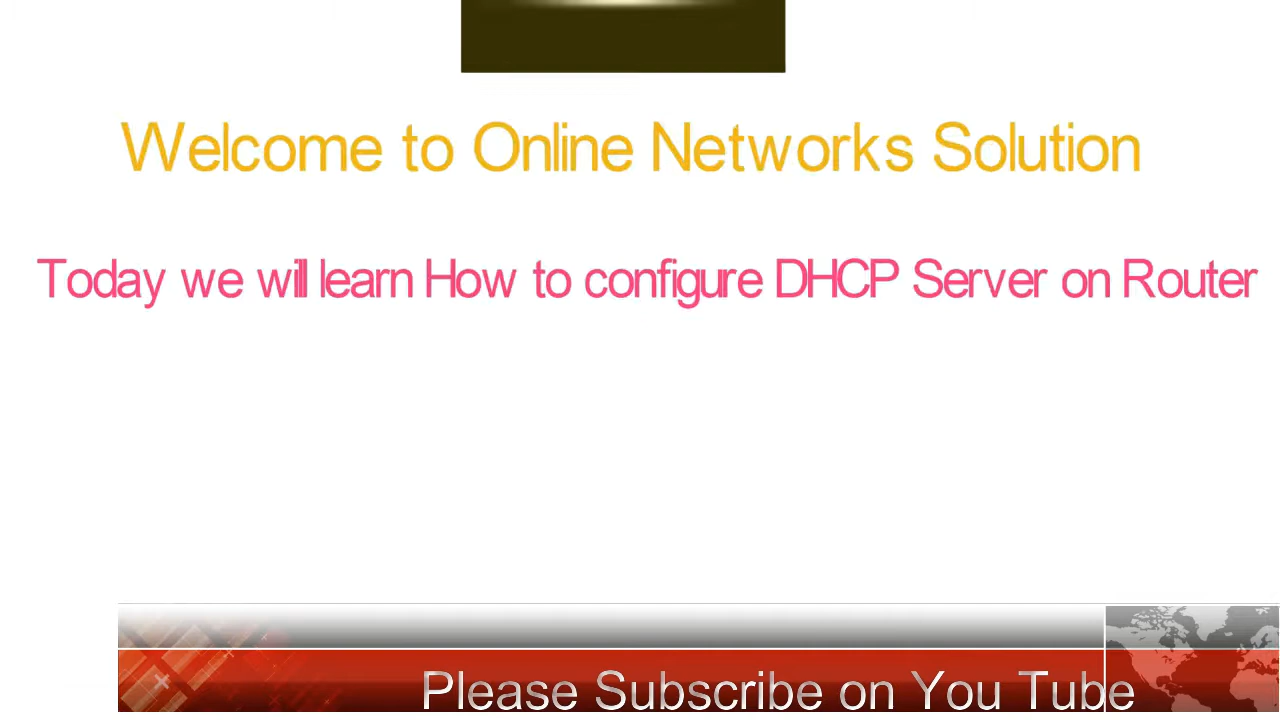 Welcome to Online Networks Solution
Today we will learn How to configure DHCP Server on Router
Please Subscribe on You Tube